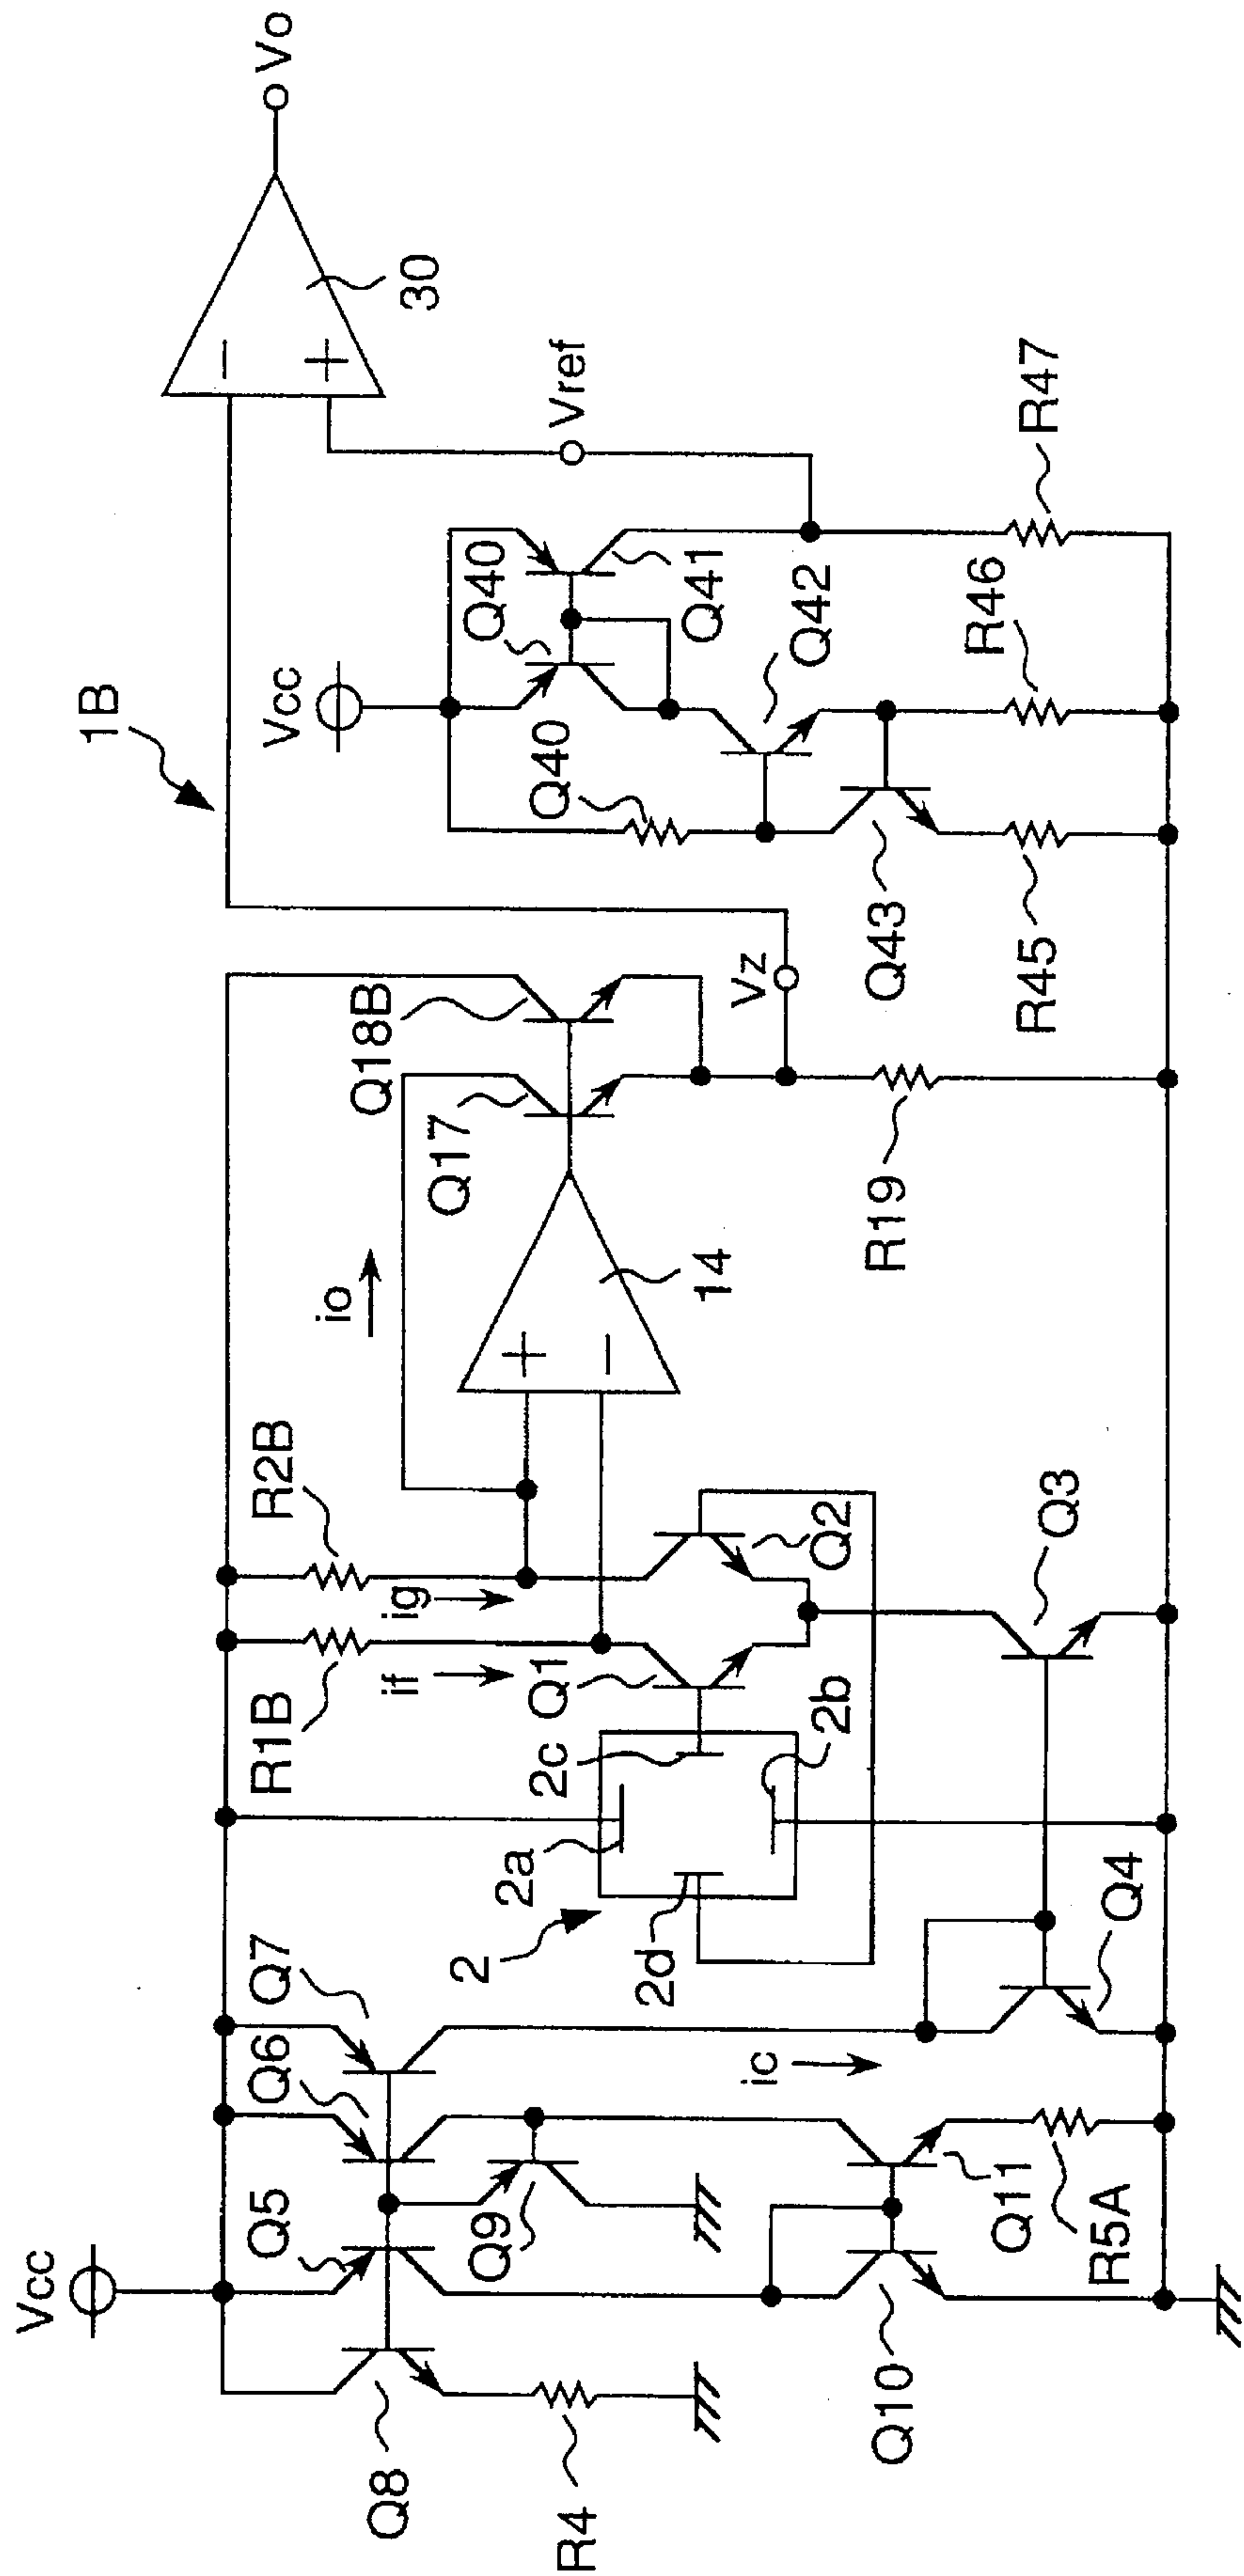 1B
Vcc
Q5
Q6
Q7
R1B
R2B
io
Q17
Q18B
Vcc
Q40
Q40
Q41
Vref
30
Vo
Q8
R4
Q9
2
2a
2c
2d
2b
if
ig
Q1
Q2
14
Vz
R19
Q42
Q43
R45
R46
R47
ic
Q10
Q11
R5A
Q4
Q3
+
−
−
+